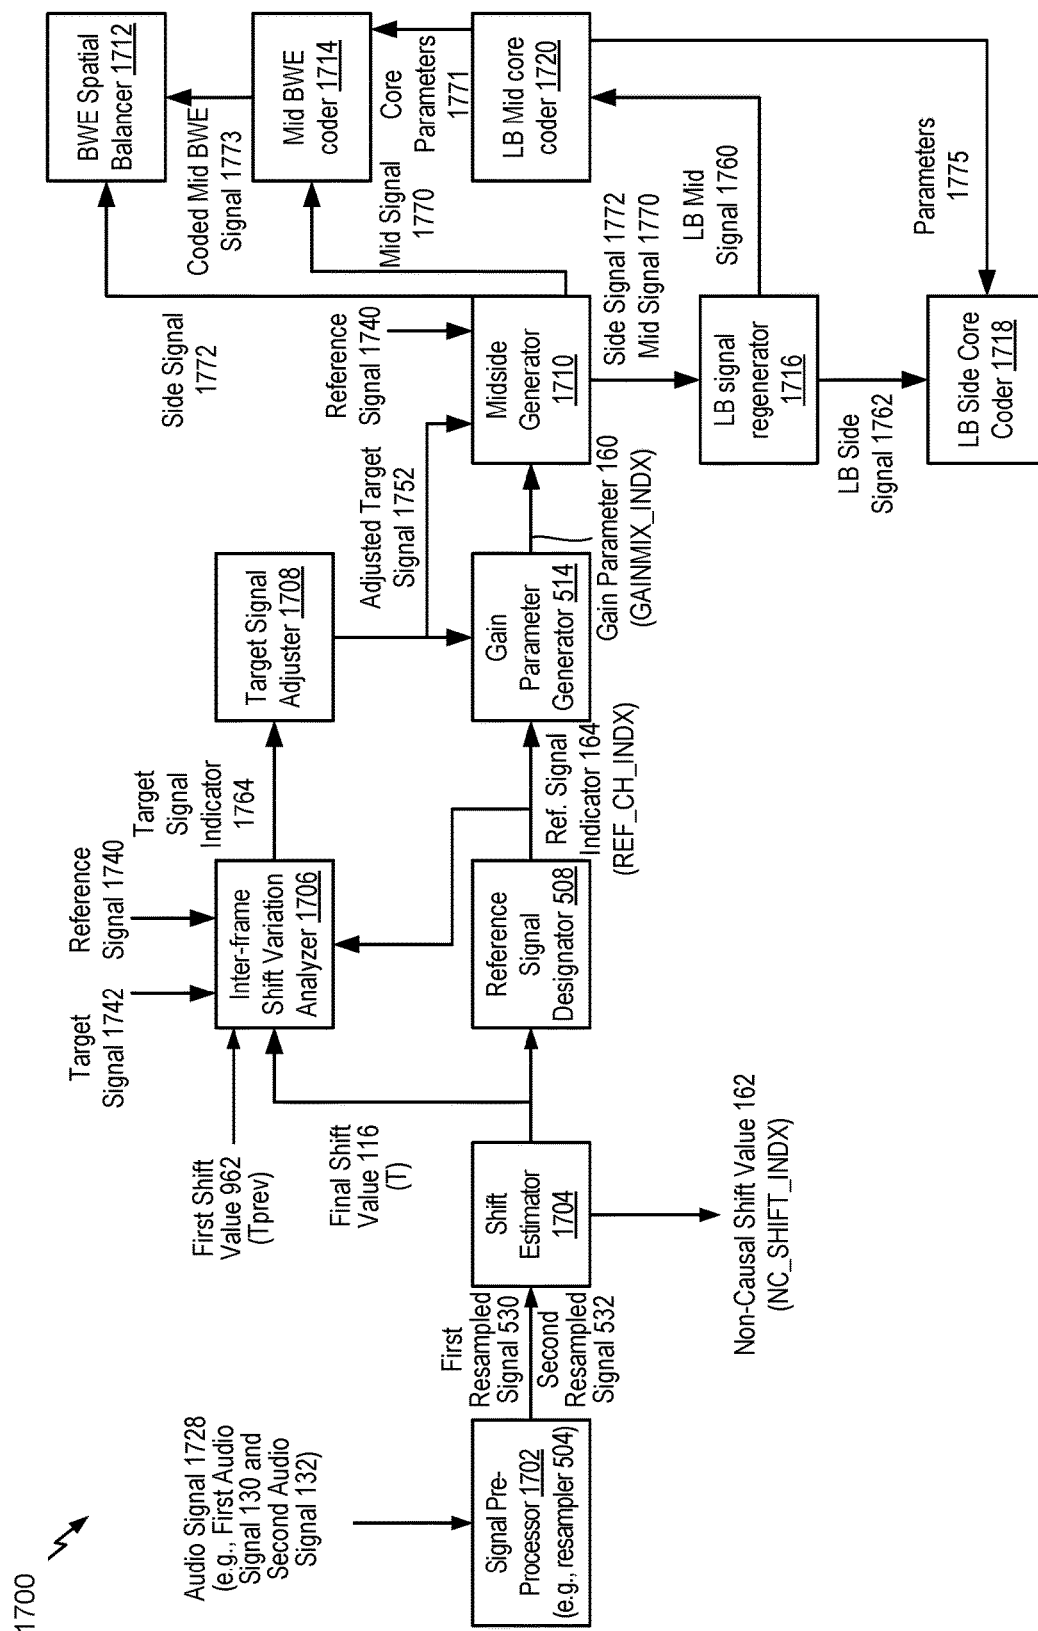 1700
Audio Signal 1728
(e.g., First Audio
Signal 130 and
Second Audio
Signal 132)
Signal Pre-
Processor 1702
(e.g., resampler 504)
First
Resampled
Signal 530
Second
Resampled
Signal 532
Shift
Estimator
1704
Non-Causal Shift Value 162
(NC_SHIFT_INDX)
Final Shift
Value 116
(T)
First Shift
Value 962
(Tprev)
Target
Signal 1742
Reference
Signal 1740
Inter-frame
Shift Variation
Analyzer 1706
Reference
Signal
Designator 508
Target
Signal
Indicator
1764
Ref. Signal
Indicator 164
(REF_CH_INDX)
Target Signal
Adjuster 1708
Gain
Parameter
Generator 514
Adjusted Target
Signal 1752
Gain Parameter 160
(GAINMIX_INDX)
Reference
Signal 1740
Midside
Generator
1710
Side Signal
1772
Mid Signal
1770
Side Signal 1772
Mid Signal 1770
LB signal
regenerator
1716
LB Side
Signal 1762
LB Mid
Signal 1760
LB Side Core
Coder 1718
Parameters
1775
LB Mid core
coder 1720
Core
Parameters
1771
Mid BWE
coder 1714
Coded Mid BWE
Signal 1773
BWE Spatial
Balancer 1712